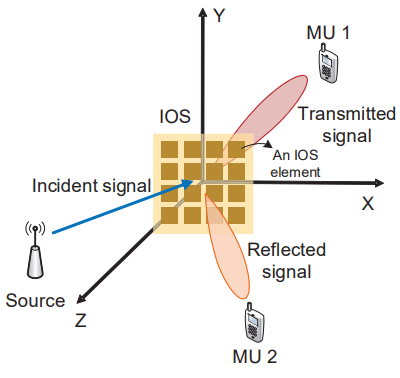 Y
MU 1
IOS
Transmitted
signal
An IOS
element
Incident signal
X
Reflected
signal
Source
Z
MU 2